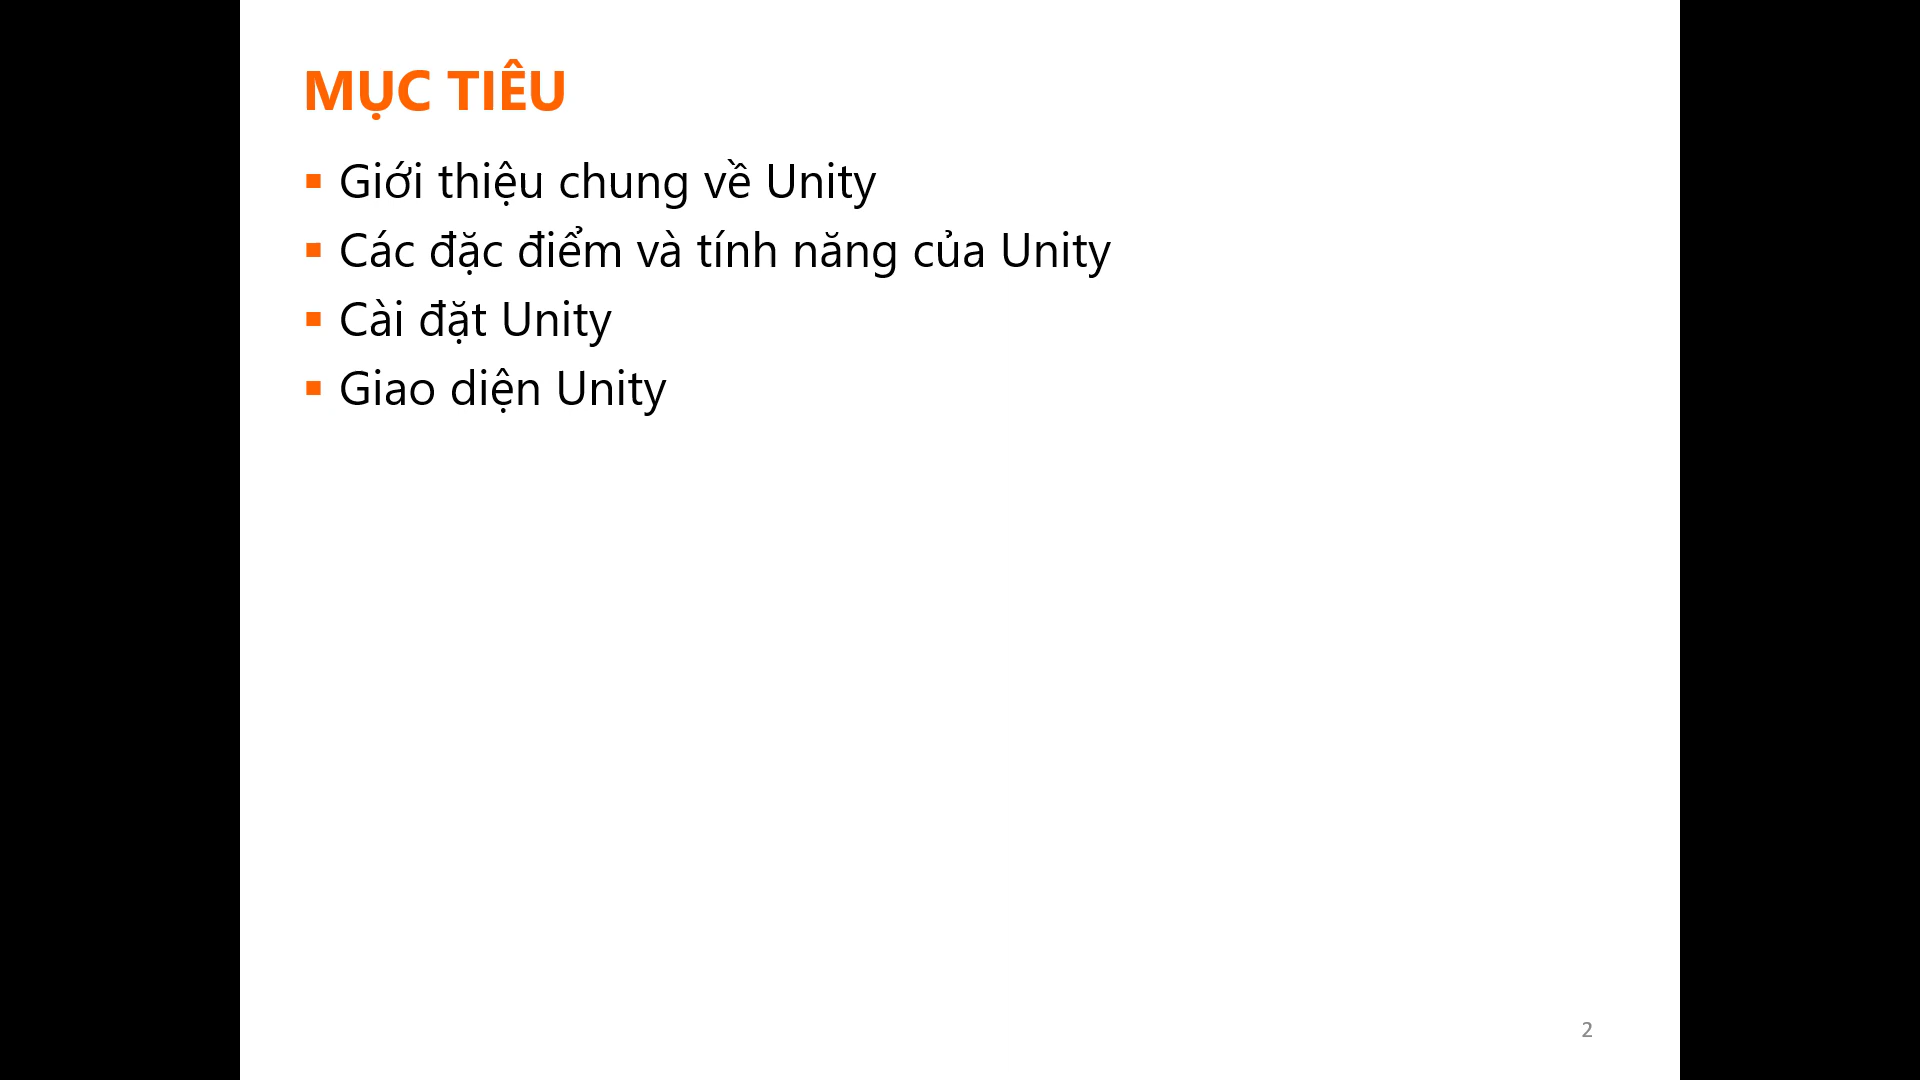 MỤC TIÊU
▪ Giới thiệu chung về Unity
▪ Các đặc điểm và tính năng của Unity
▪ Cài đặt Unity
▪ Giao diện Unity
2